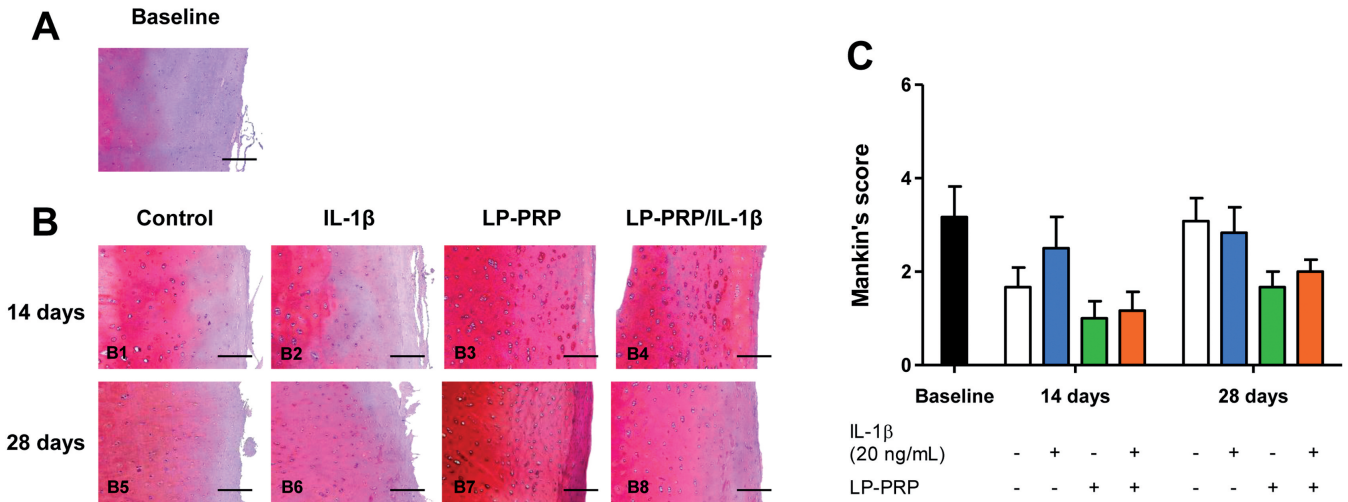 A
Baseline
B
Control IL-1β LP-PRP LP-PRP/IL-1β
14 days
B1 B2 B3 B4
28 days
B5 B6 B7 B8
C
Mankin's score
6
4
2
0
Baseline 14 days 28 days
IL-1β
(20 ng/mL) - + - + - + - +
LP-PRP - - + + - - + +